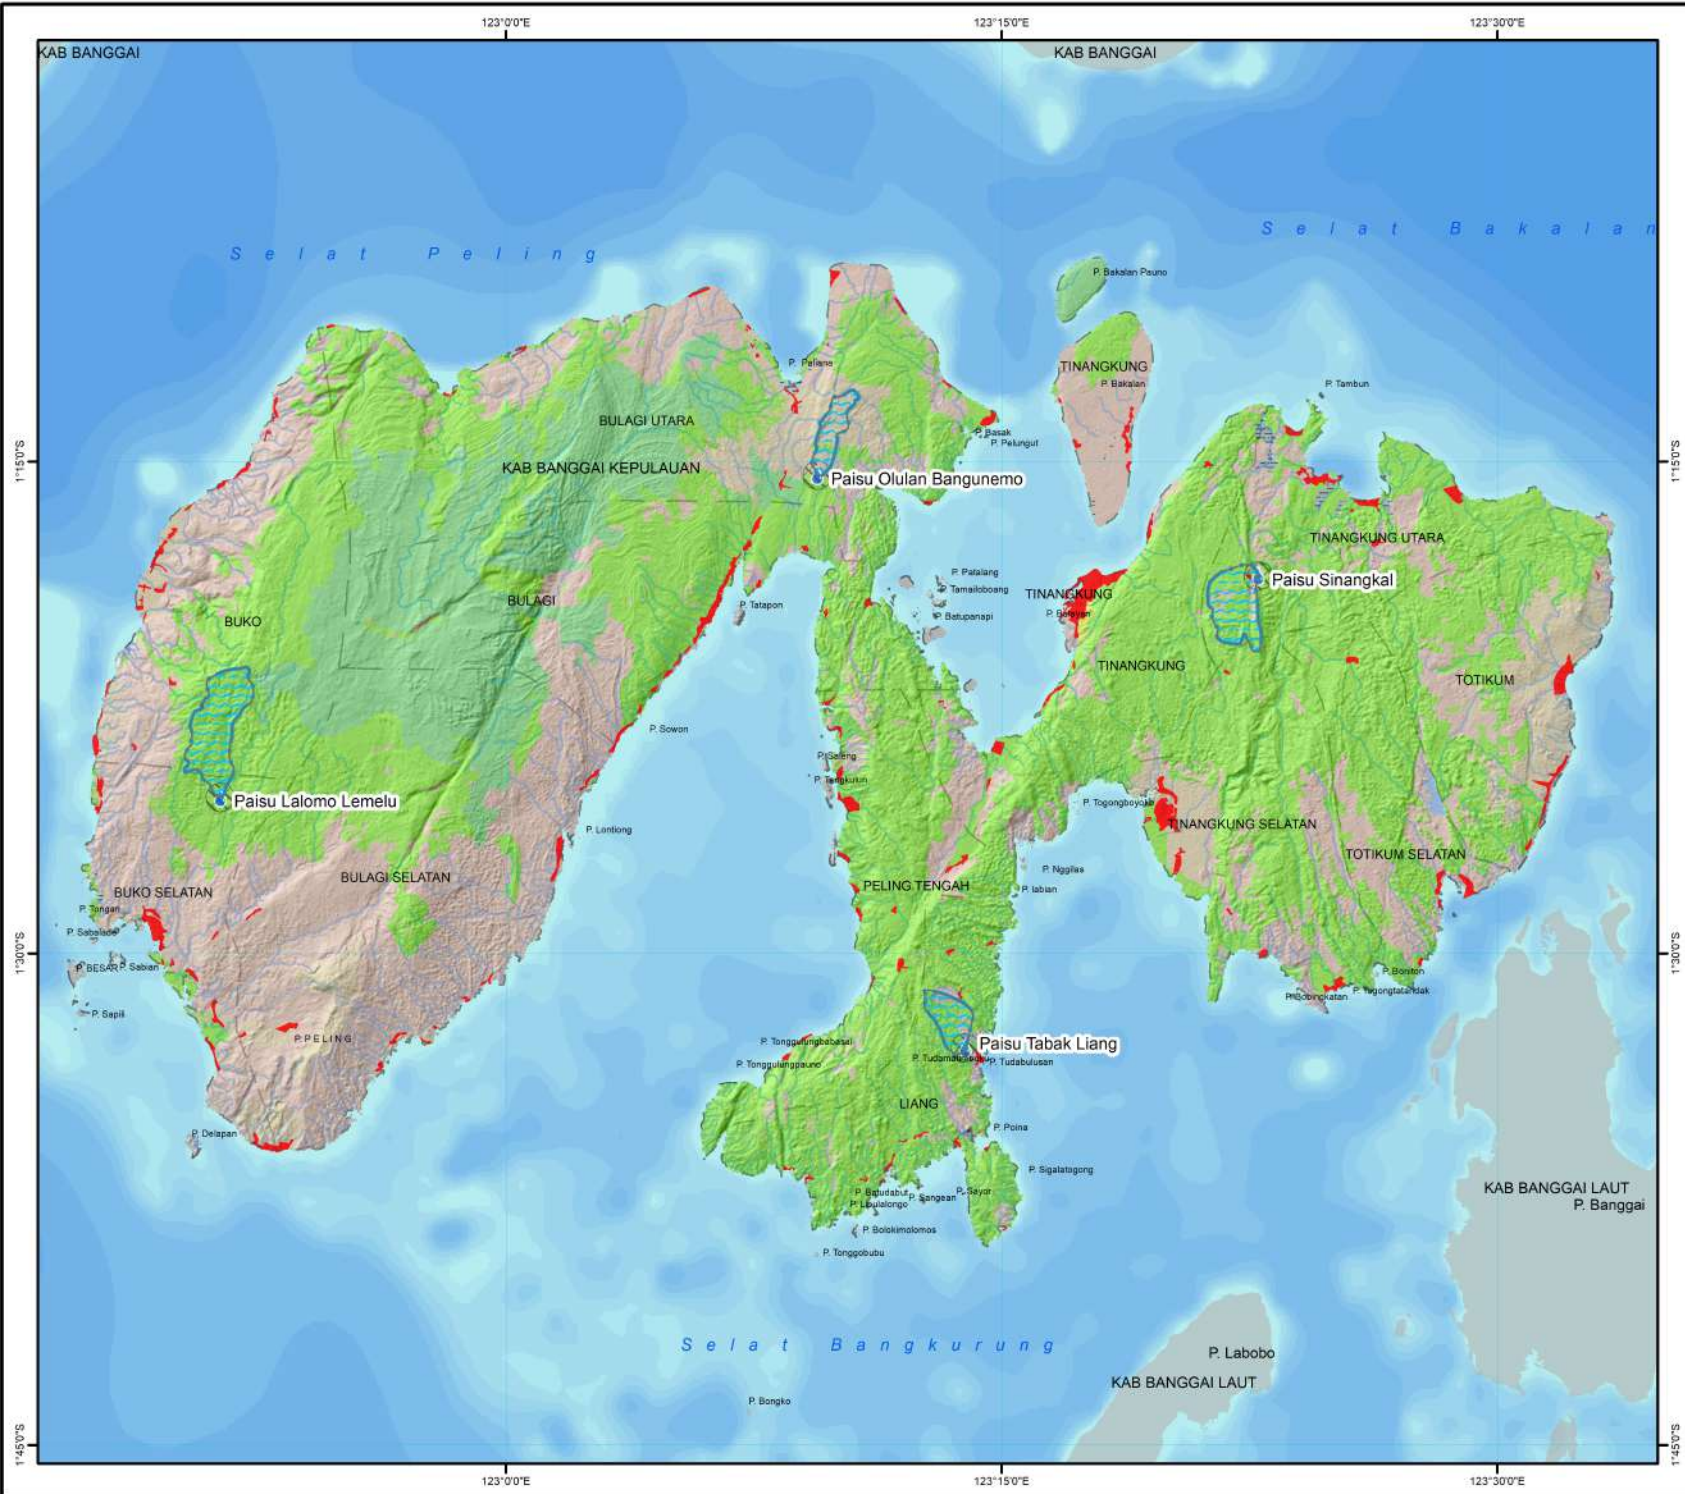 123°0'0"E 123°15'0"E 123°30'0"E
KAB BANGGAI
KAB BANGGAI
Selat Bakalan
Selat Peling
P. Bakalan Pauno
P. Paliana
TINANGKUNG
P. Bakalan
P. Tambun
BULAGI UTARA
P. Basak
P. Pelungut
1°15'0"S
1°15'0"S
KAB BANGGAI KEPULAUAN
Paisu Olulan Bangunemo
TINANGKUNG UTARA
P. Patalang
Paisu Sinangkal
P. Tamailoboang
TINANGKUNG
BULAGI
P. Tatapon
P. Batupanapi
BUKO
TINANGKUNG
TOTIKUM
P. Sowon
P. Saleng
Paisu Lalomo Lemelu
P. Togongboyokh
TINANGKUNG SELATAN
P. Lontiong
TOTIKUM SELATAN
P. Nggilas
BULAGI SELATAN
BUKO SELATAN
PELING TENGAH
P. labian
P. Tongan
P. Sabalade
1°30'0"S
1°30'0"S
P. BESAR
P. Sabian
P. Boniton
P. Togongtatandak
P. Sapili
P. PELING
P. Tonggulungbabasal
Paisu Tabak Liang
P. Tonggulungpauno
P. Tudabulusan
LIANG
P. Delapan
P. Poina
P. Sigalatogong
KAB BANGGAI LAUT
P. Batudabut
P. Sangean
P. Sayor
P. Banggai
P. Lipulalongo
P. Bolokimolomos
P. Tonggobubu
Selat Bangkurung
P. Labobo
KAB BANGGAI LAUT
P. Bongko
1°45'0"S
1°45'0"S
123°0'0"E 123°15'0"E 123°30'0"E